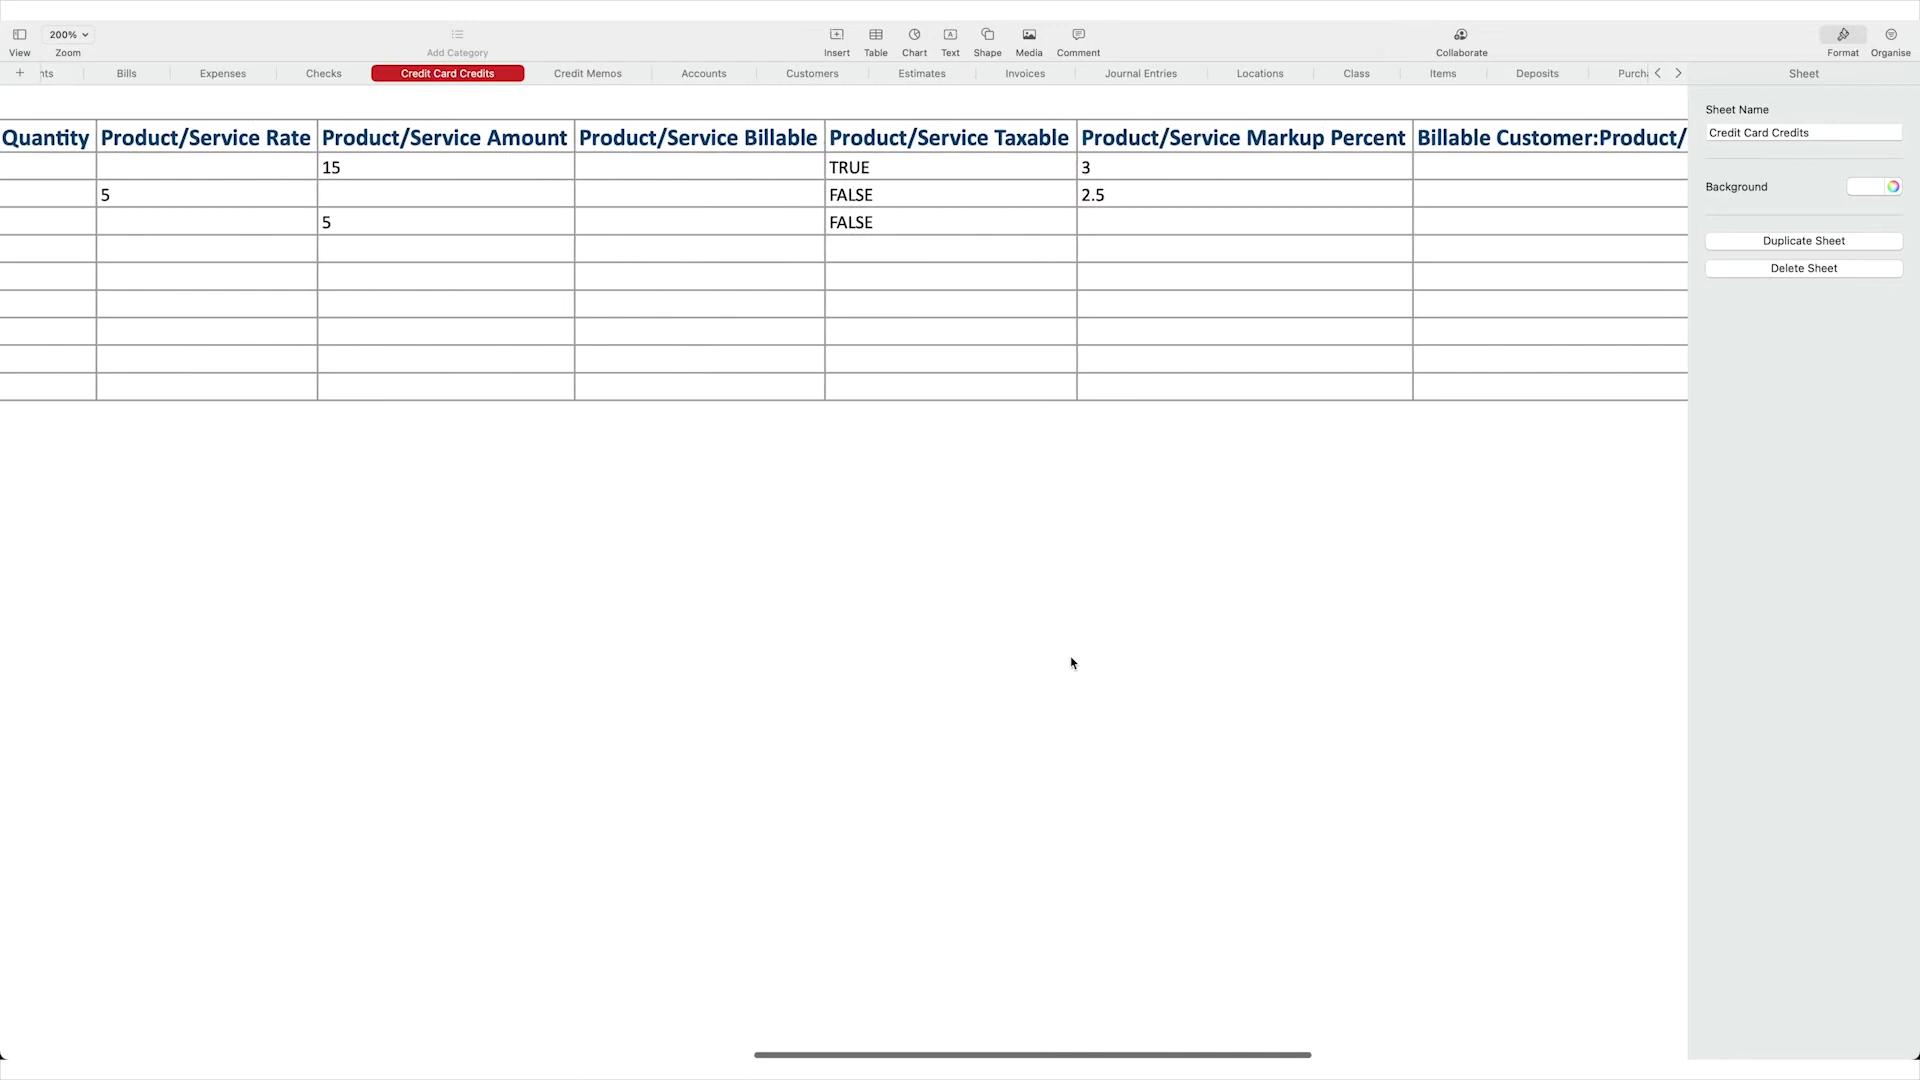 200%
View
Zoom
Add Category
Insert
Table
Chart
Text
Shape
Media
Comment
Collaborate
Format
Organise
nts
Bills
Expenses
Checks
Credit Card Credits
Credit Memos
Accounts
Customers
Estimates
Invoices
Journal Entries
Locations
Class
Items
Deposits
Purch
Sheet
Sheet Name
Credit Card Credits
Background
Duplicate Sheet
Delete Sheet
Quantity Product/Service Rate Product/Service Amount Product/Service Billable Product/Service Taxable Product/Service Markup Percent Billable Customer:Product/
15 TRUE 3
5 FALSE 2.5
5 FALSE